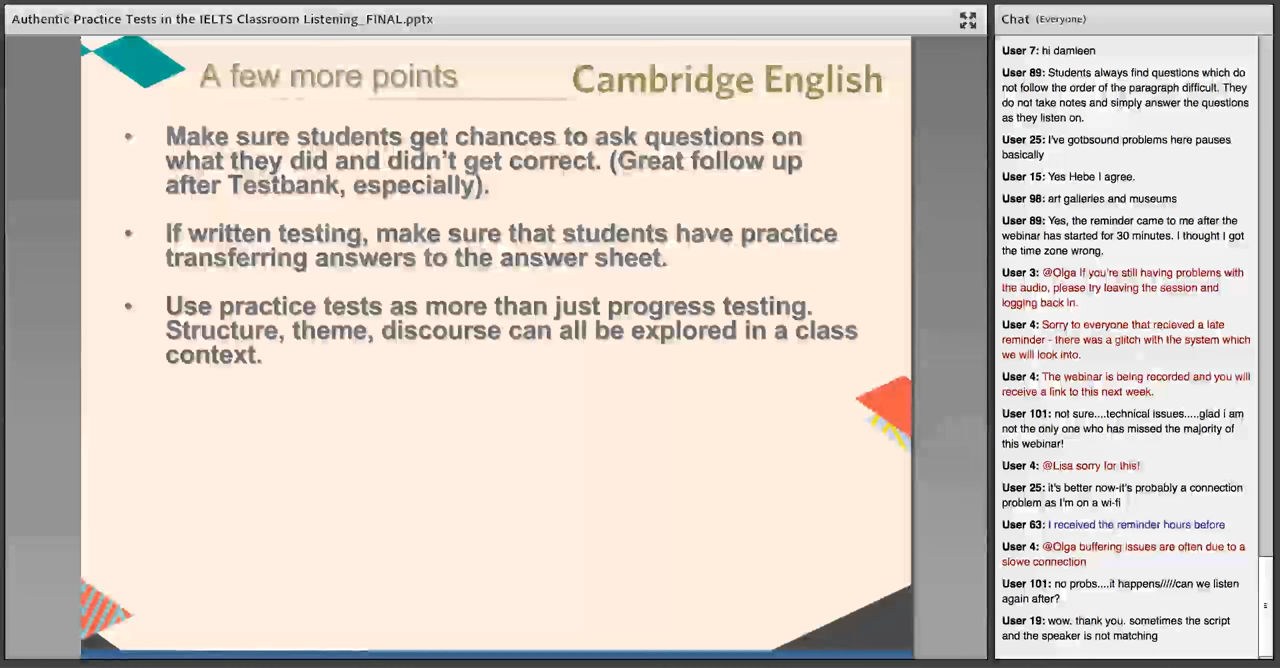 Authentic Practice Tests in the IELTS Classroom Listening_FINAL.pptx
A few more points
Cambridge English
• Make sure students get chances to ask questions on
what they did and didn't get correct. (Great follow up
after Testbank, especially).
• If written testing, make sure that students have practice
transferring answers to the answer sheet.
• Use practice tests as more than just progress testing.
Structure, theme, discourse can all be explored in a class
context.
Chat (Everyone)
User 7: hi damieen
User 89: Students always find questions which do
not follow the order of the paragraph difficult. They
do not take notes and simply answer the questions
as they listen on.
User 25: I've gotbsound problems here pauses
basically
User 15: Yes Hebe I agree.
User 98: art galleries and museums
User 89: Yes, the reminder came to me after the
webinar has started for 30 minutes. I thought I got
the time zone wrong.
User 3: @Olga If you're still having problems with
the audio, please try leaving the session and
logging back in.
User 4: Sorry to everyone that recieved a late
reminder - there was a glitch with the system which
we will look into.
User 4: The webinar is being recorded and you will
receive a link to this next week.
User 101: not sure....technical issues.....glad i am
not the only one who has missed the majority of
this webinar!
User 4: @Lisa sorry for this!
User 25: it's better now-it's probably a connection
problem as I'm on a wi-fi
User 63: I received the reminder hours before
User 4: @Olga buffering issues are often due to a
slowe connection
User 101: no probs....it happens/////can we listen
again after?
User 19: wow. thank you. sometimes the script
and the speaker is not matching